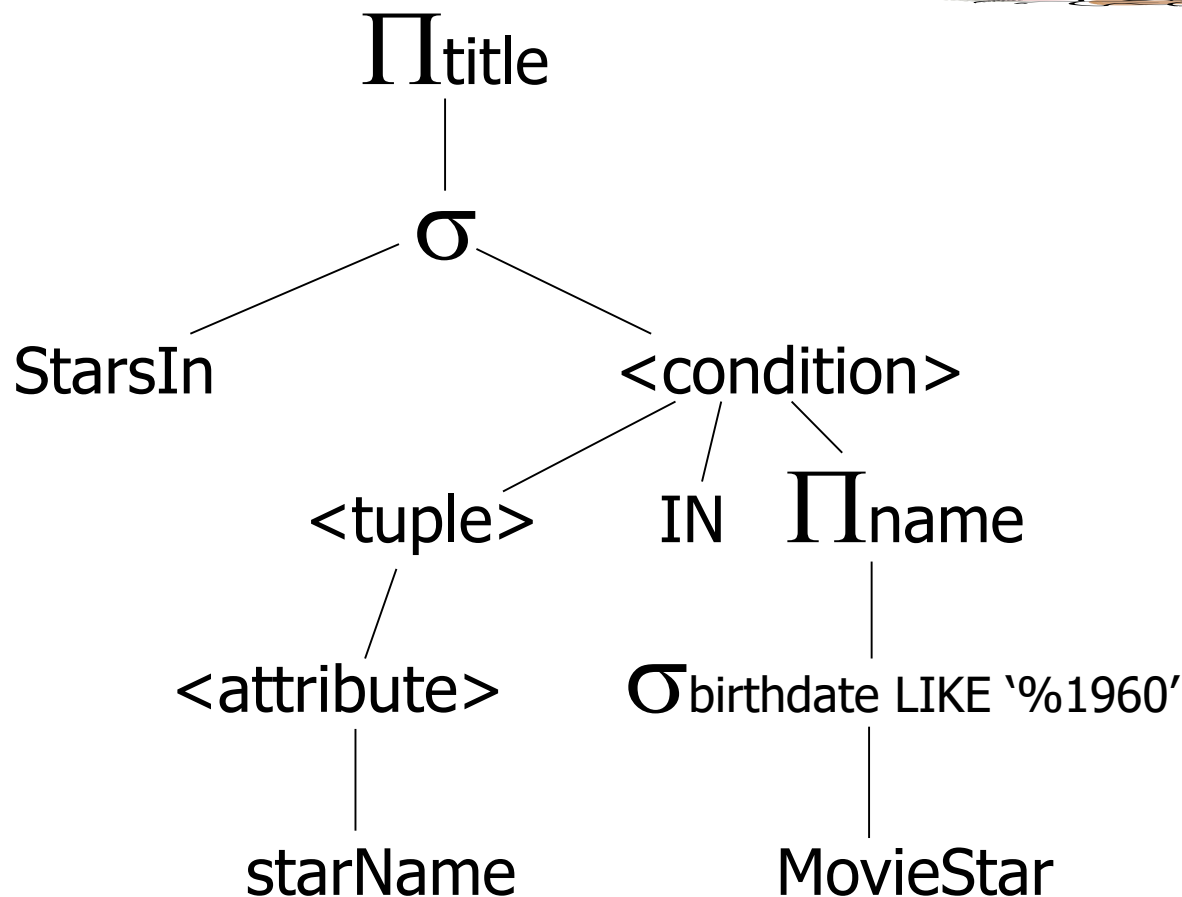 Πtitle
σ
StarsIn <condition>
<tuple> IN Πname
<attribute> σbirthdate LIKE ‘%1960’
starName MovieStar